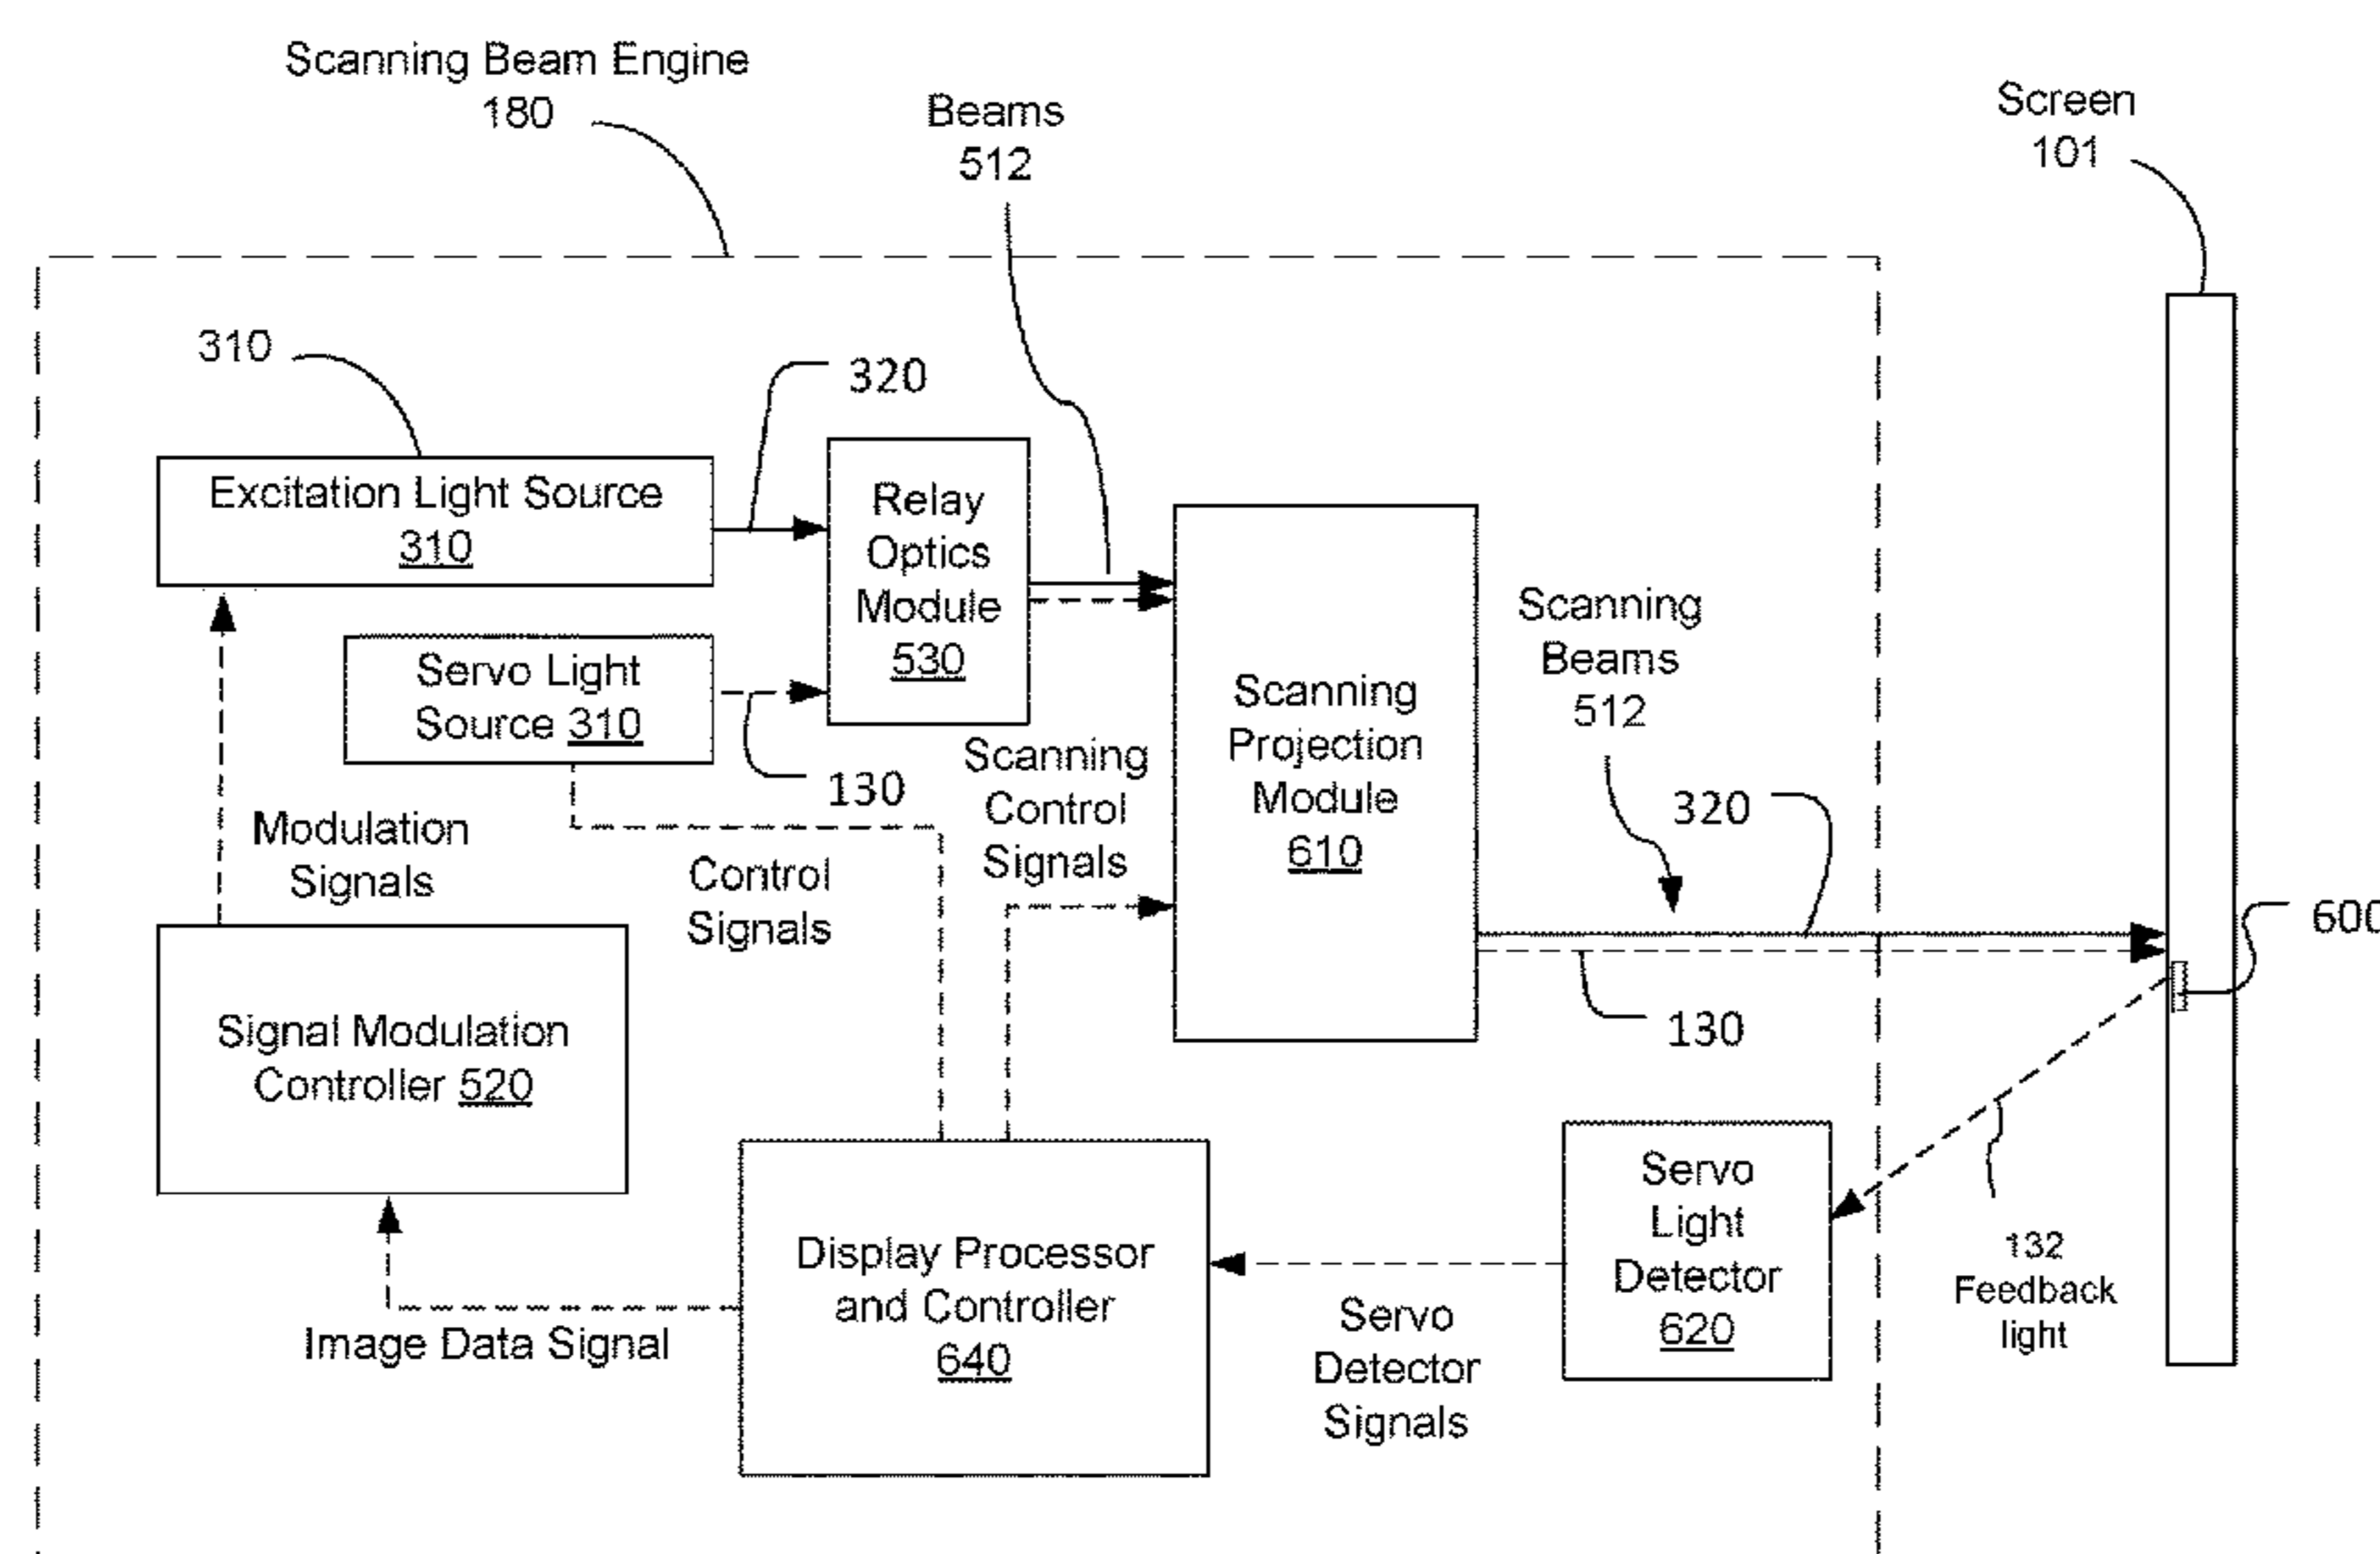 Scanning Beam Engine
180
Beams
512
Screen
101
310
320
Excitation Light Source
310
Relay
Optics
Module
530
Servo Light
Source 310
130
Scanning
Control
Signals
Scanning
Projection
Module
610
Scanning
Beams
512
320
130
600
Modulation
Signals
Control
Signals
Signal Modulation
Controller 520
Image Data Signal
Display Processor
and Controller
640
Servo
Detector
Signals
Servo
Light
Detector
620
132
Feedback
light